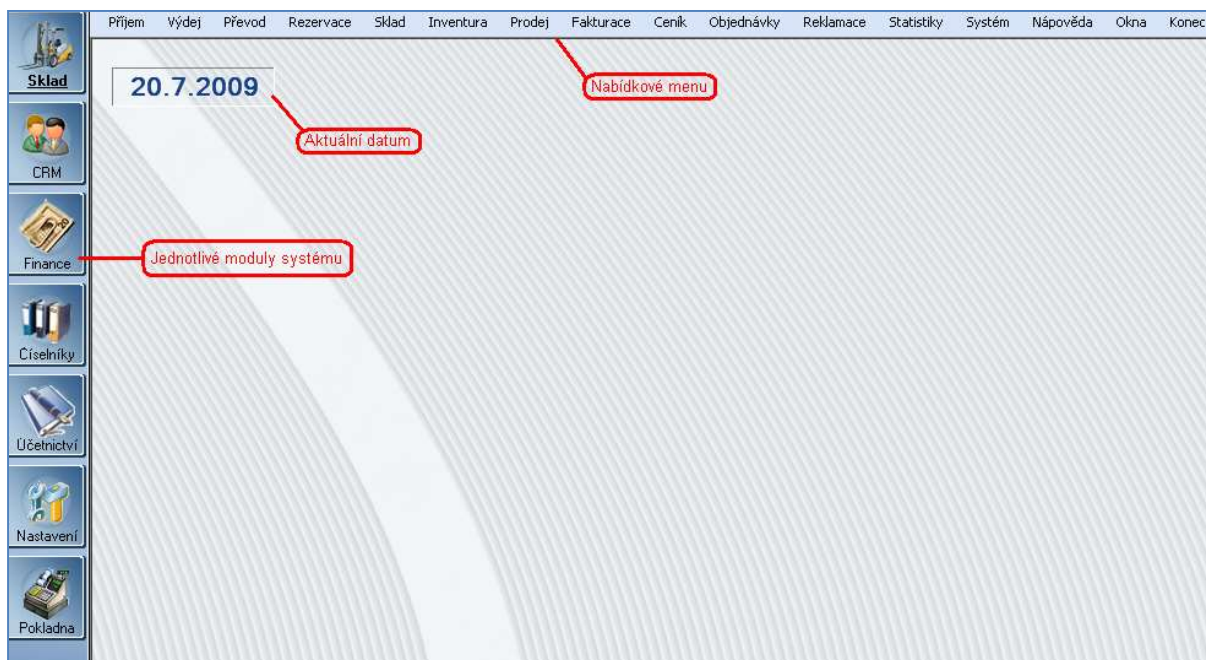 Příjem Výdej Převod Rezervace Sklad Inventura Prodej Fakturace Ceník Objednávky Reklamace Statistiky Systém Nápověda Okna Konec
Sklad
20.7.2009
Nabídkové menu
Aktuální datum
CRM
Finance
Jednotlivé moduly systému
Číselníky
Účetnictví
Nastavení
Pokladna